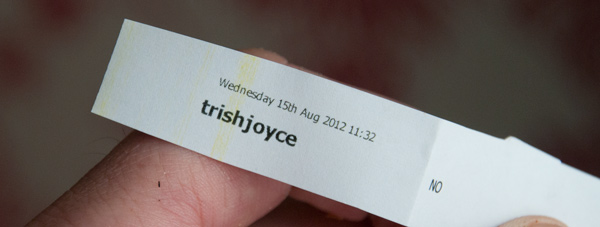 Wednesday 15th Aug 2012 11:32
trishjoyce
NO